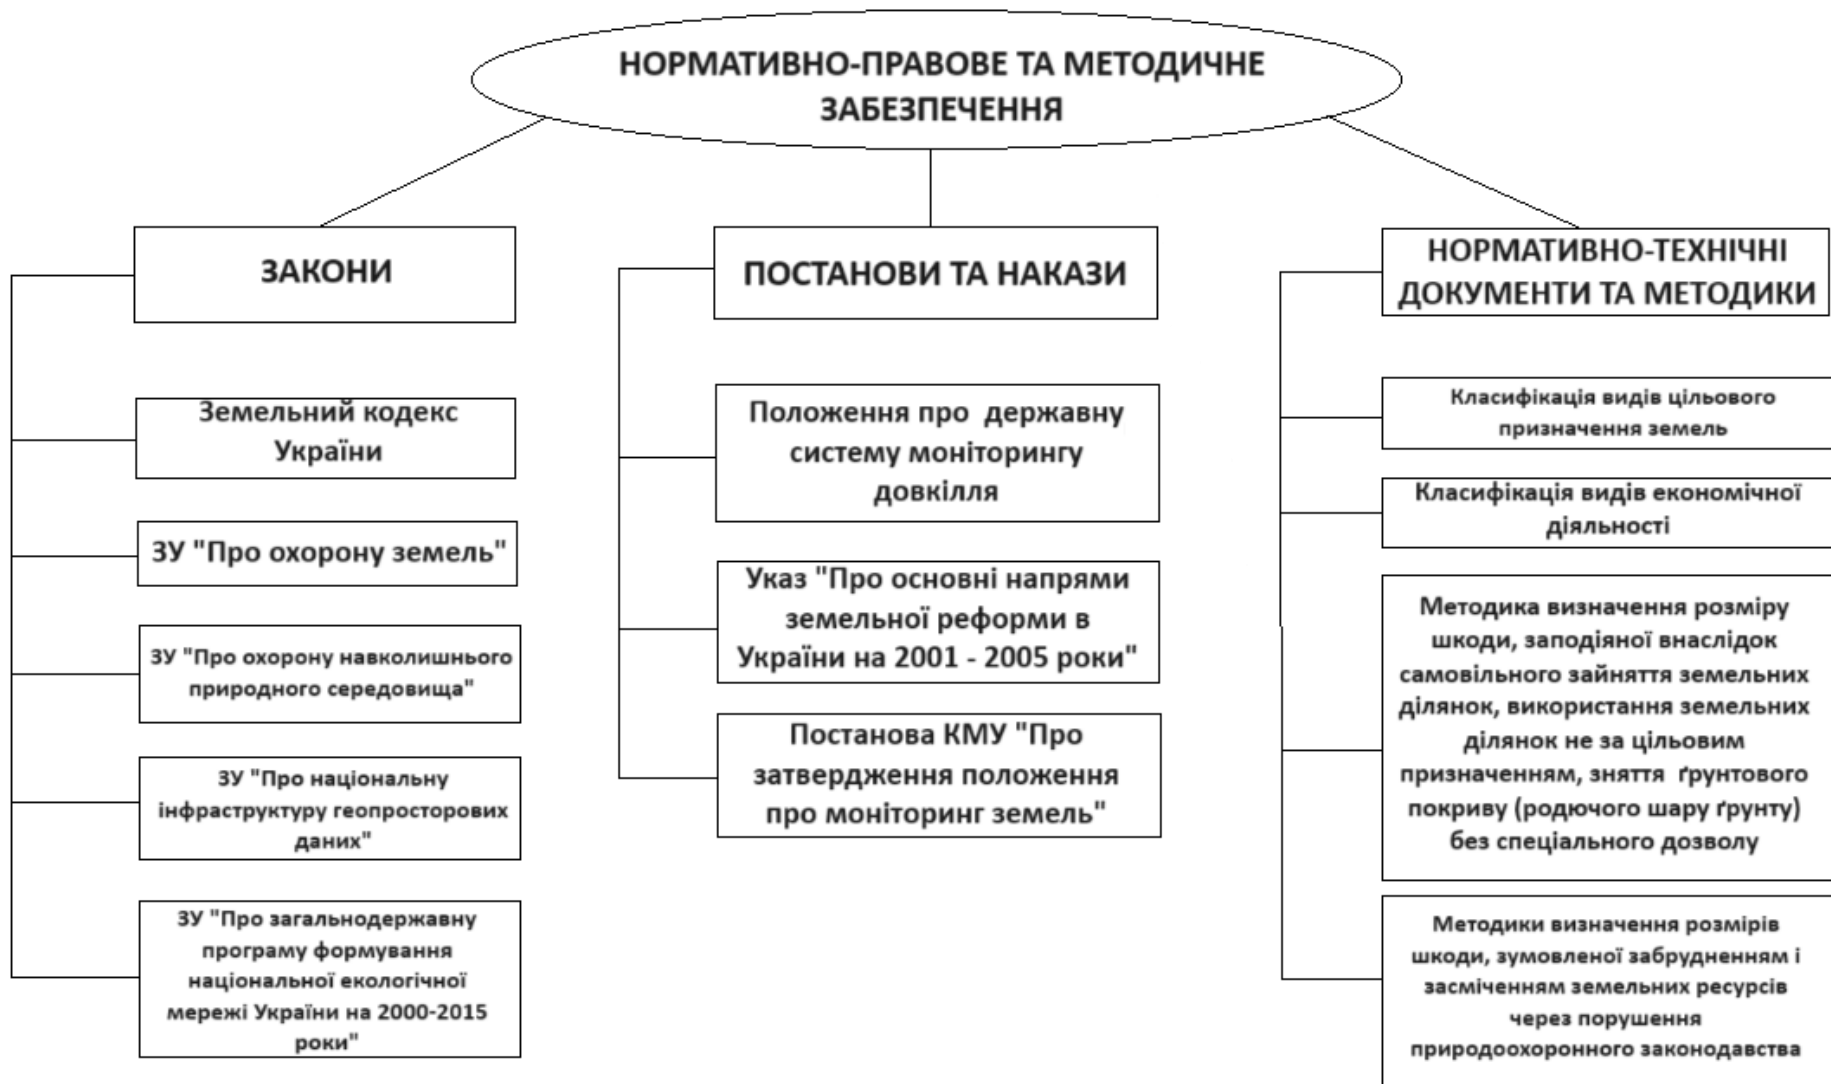 НОРМАТИВНО-ПРАВОВЕ ТА МЕТОДИЧНЕ
ЗАБЕЗПЕЧЕННЯ
ЗАКОНИ
Земельний кодекс
України
ЗУ "Про охорону земель"
ЗУ "Про охорону навколишнього
природного середовища"
ЗУ "Про національну
інфраструктуру геопросторових
даних"
ЗУ "Про загальнодержавну
програму формування
національної екологічної
мережі України на 2000-2015
роки"
ПОСТАНОВИ ТА НАКАЗИ
Положення про державну
систему моніторингу
довкілля
Указ "Про основні напрями
земельної реформи в
України на 2001 - 2005 роки"
Постанова КМУ "Про
затвердження положення
про моніторинг земель"
НОРМАТИВНО-ТЕХНІЧНІ
ДОКУМЕНТИ ТА МЕТОДИКИ
Класифікація видів цільового
призначення земель
Класифікація видів економічної
діяльності
Методика визначення розміру
шкоди, заподіяної внаслідок
самовільного зайняття земельних
ділянок, використання земельних
ділянок не за цільовим
призначенням, зняття ґрунтового
покриву (родючого шару ґрунту)
без спеціального дозволу
Методики визначення розмірів
шкоди, зумовленої забрудненням і
засміченням земельних ресурсів
через порушення
природоохоронного законодавства